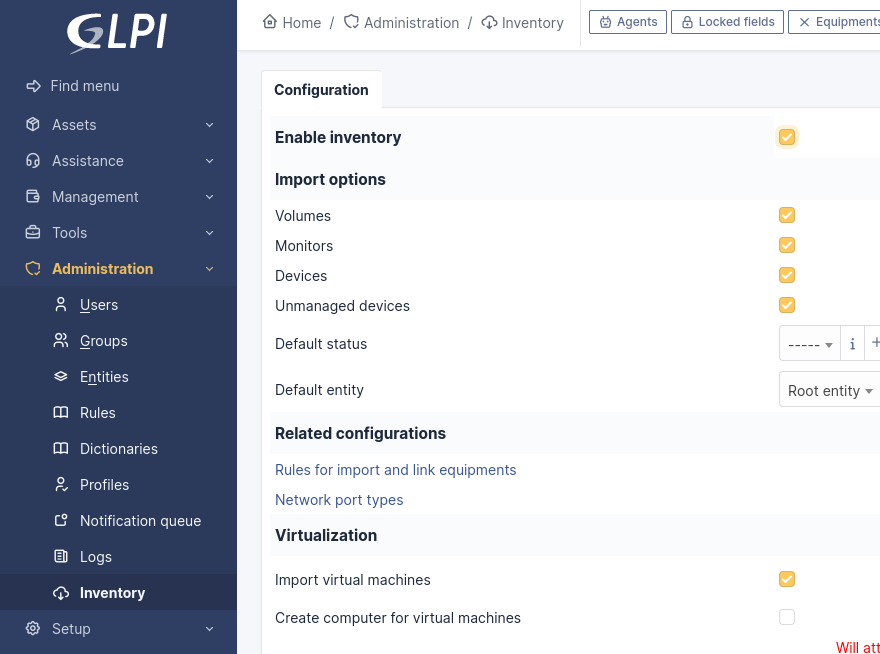 GLPI
Find menu
Assets
Assistance
Management
Tools
Administration
Users
Groups
Entities
Rules
Dictionaries
Profiles
Notification queue
Logs
Inventory
Setup
Home / Administration / Inventory
Agents
Locked fields
Equipments
Configuration
Enable inventory
Import options
Volumes
Monitors
Devices
Unmanaged devices
Default status ----- i +
Default entity Root entity
Related configurations
Rules for import and link equipments
Network port types
Virtualization
Import virtual machines
Create computer for virtual machines
Will